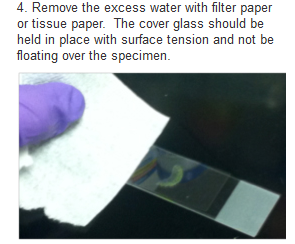 4. Remove the excess water with filter paper
or tissue paper.  The cover glass should be
held in place with surface tension and not be
floating over the specimen.